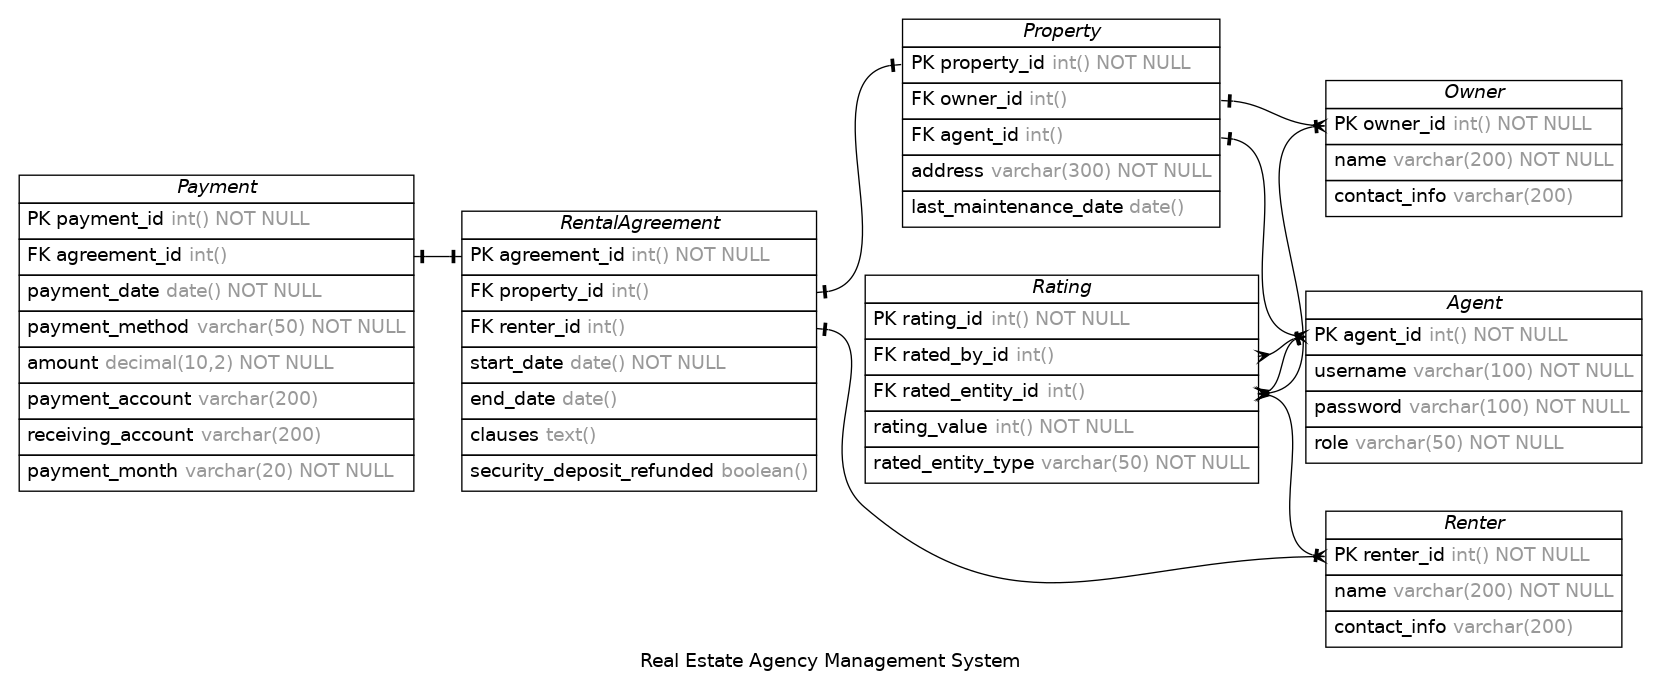 Payment
PK payment_id int() NOT NULL
FK agreement_id int()
payment_date date() NOT NULL
payment_method varchar(50) NOT NULL
amount decimal(10,2) NOT NULL
payment_account varchar(200)
receiving_account varchar(200)
payment_month varchar(20) NOT NULL
RentalAgreement
PK agreement_id int() NOT NULL
FK property_id int()
FK renter_id int()
start_date date() NOT NULL
end_date date()
clauses text()
security_deposit_refunded boolean()
Property
PK property_id int() NOT NULL
FK owner_id int()
FK agent_id int()
address varchar(300) NOT NULL
last_maintenance_date date()
Rating
PK rating_id int() NOT NULL
FK rated_by_id int()
FK rated_entity_id int()
rating_value int() NOT NULL
rated_entity_type varchar(50) NOT NULL
Owner
PK owner_id int() NOT NULL
name varchar(200) NOT NULL
contact_info varchar(200)
Agent
PK agent_id int() NOT NULL
username varchar(100) NOT NULL
password varchar(100) NOT NULL
role varchar(50) NOT NULL
Renter
PK renter_id int() NOT NULL
name varchar(200) NOT NULL
contact_info varchar(200)
Real Estate Agency Management System